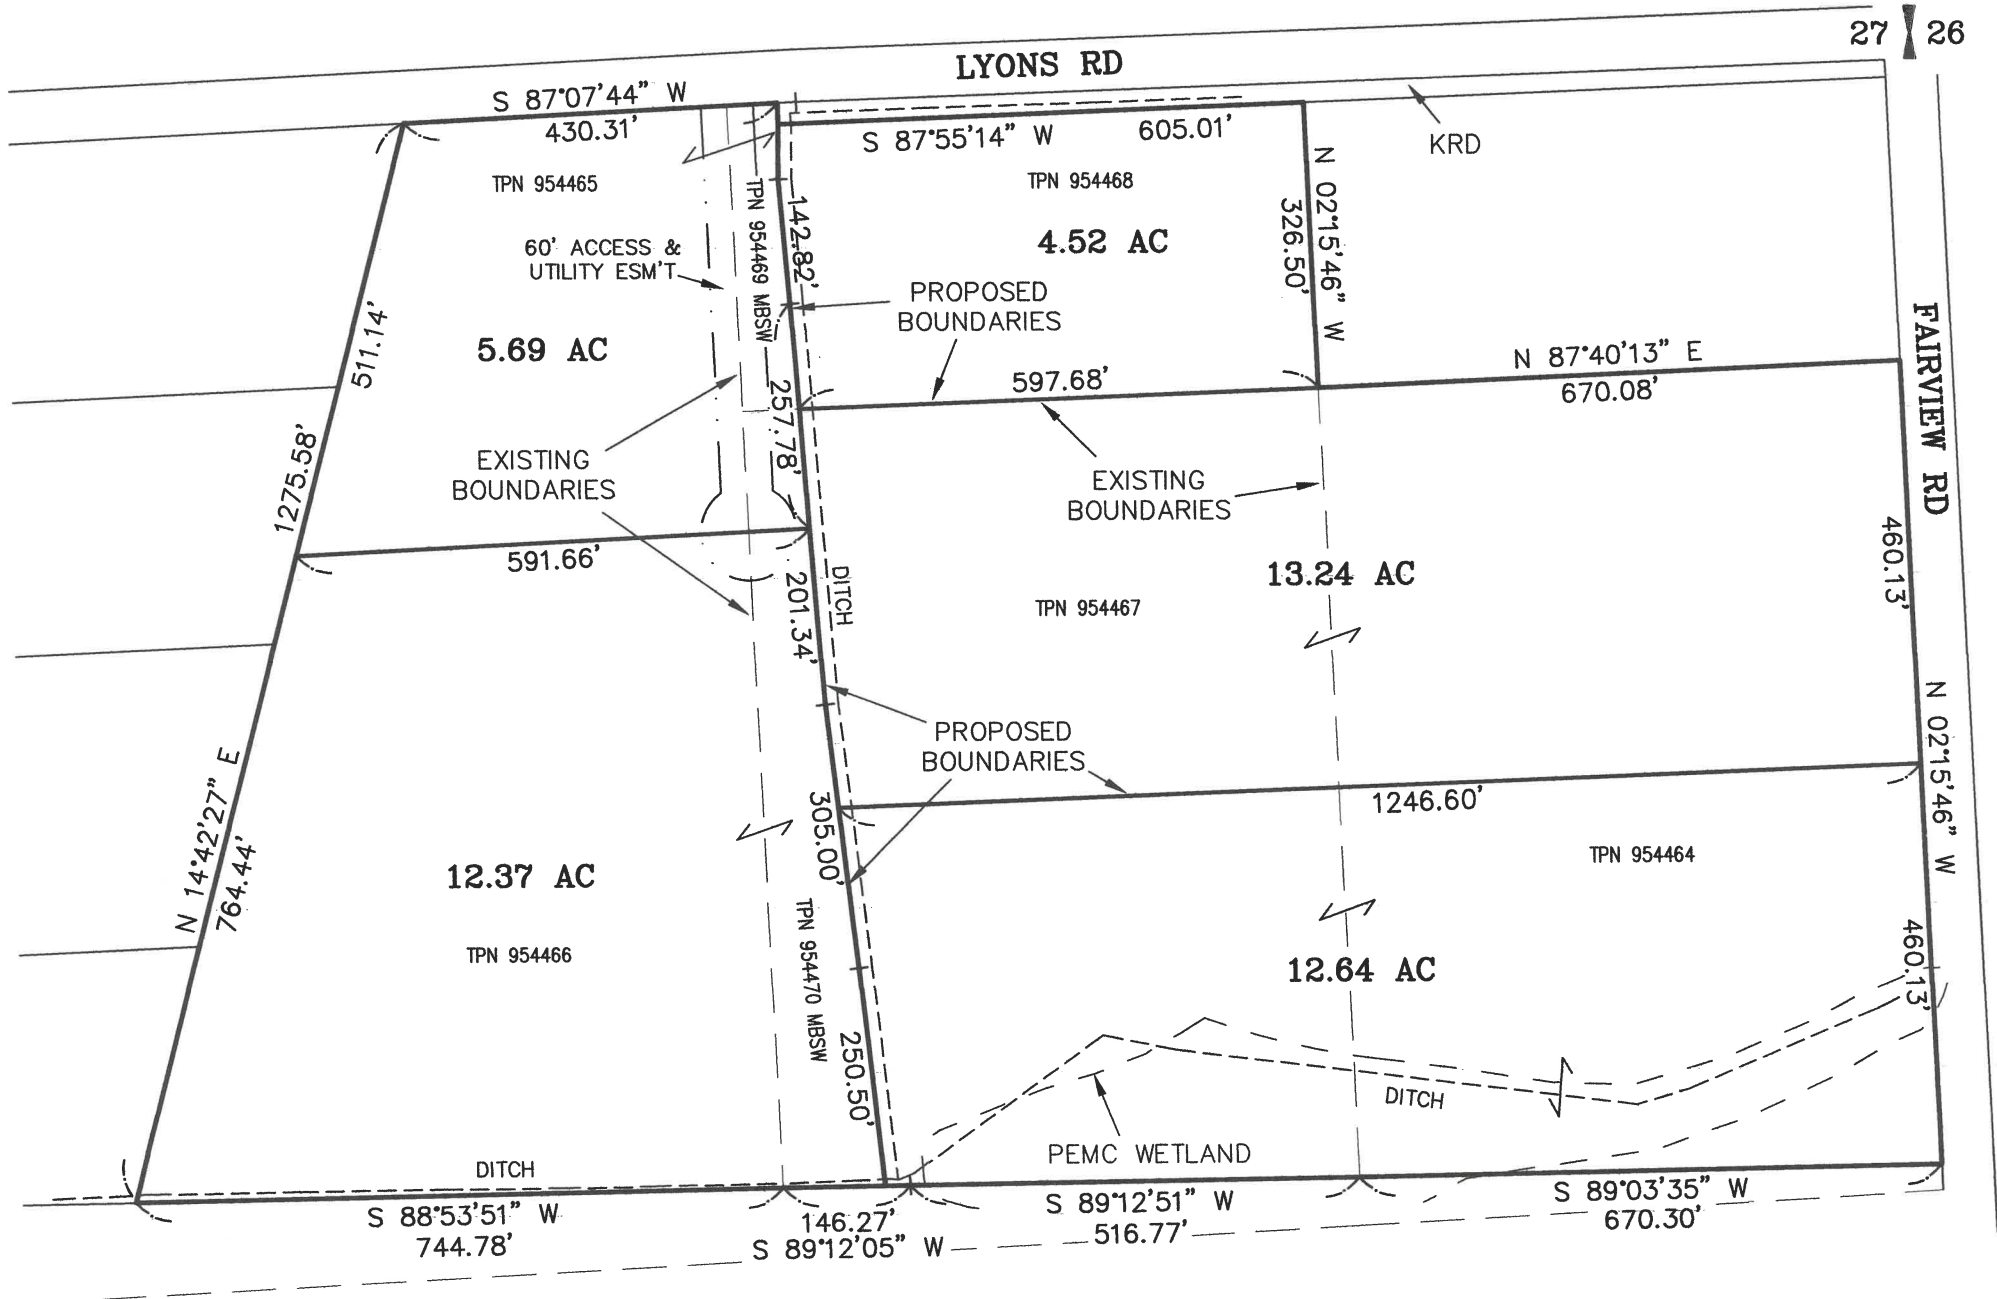 27 26
LYONS RD
KRD
S 87°07'44" W
430.31'
S 87°55'14" W 605.01'
TPN 954465
TPN 954468
4.52 AC
N 02°15'46" W
326.50'
60' ACCESS &
UTILITY ESM'T
TPN 954469 MBSW
142.82'
PROPOSED
BOUNDARIES
5.69 AC
511.14'
1275.58'
257.78'
597.68'
N 87°40'13" E
670.08'
FAIRVIEW RD
EXISTING
BOUNDARIES
EXISTING
BOUNDARIES
591.66'
201.34'
DITCH
13.24 AC
TPN 954467
460.13'
N 02°15'46" W
PROPOSED
BOUNDARIES
305.00'
1246.60'
TPN 954464
N 14°42'27" E
764.44'
12.37 AC
TPN 954466
TPN 954470 MBSW
250.50'
12.64 AC
460.13'
DITCH
PEMC WETLAND
DITCH
S 88°53'51" W
744.78'
146.27'
S 89°12'05" W
S 89°12'51" W
516.77'
S 89°03'35" W
670.30'